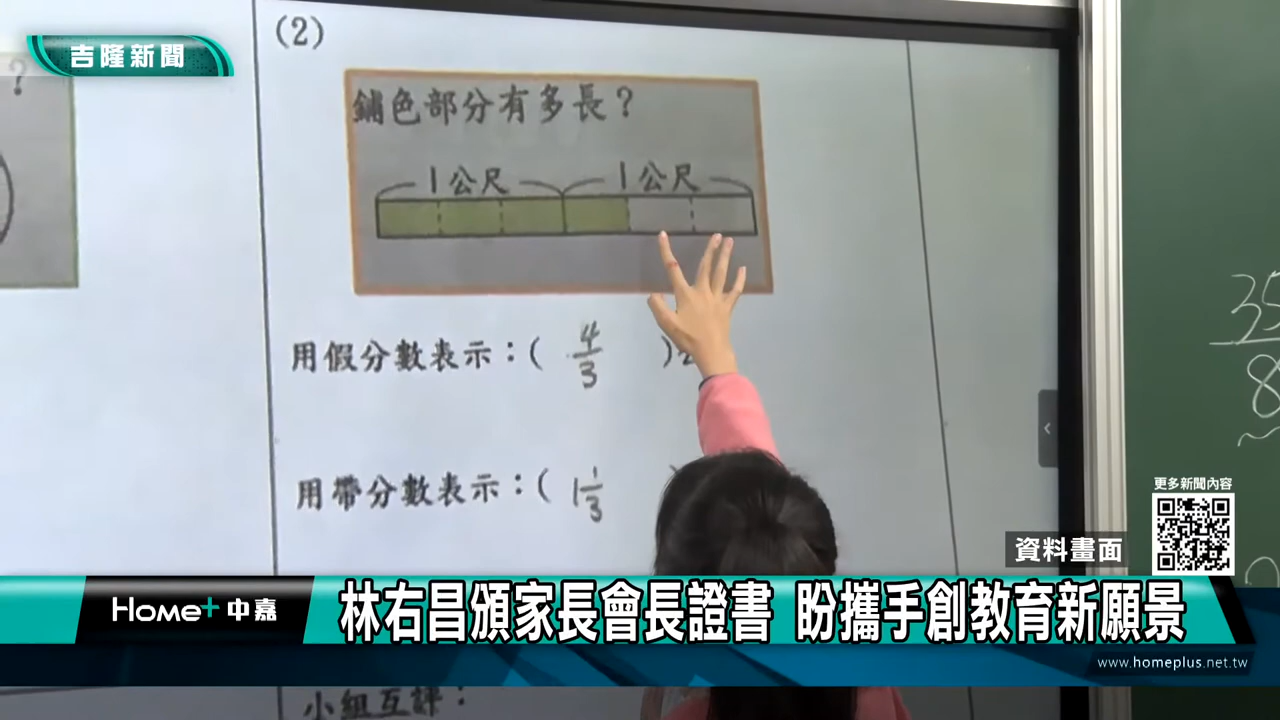 吉隆新聞
?
(2)
鋪色部分有多長？
1公尺 1公尺
用假分數表示：( 4/3 )
用帶分數表示：( 1 1/3 )
小組互評：
35
8
更多新聞內容
資料畫面
Home+中嘉
林右昌頒家長會長證書 盼攜手創教育新願景
www.homeplus.net.tw